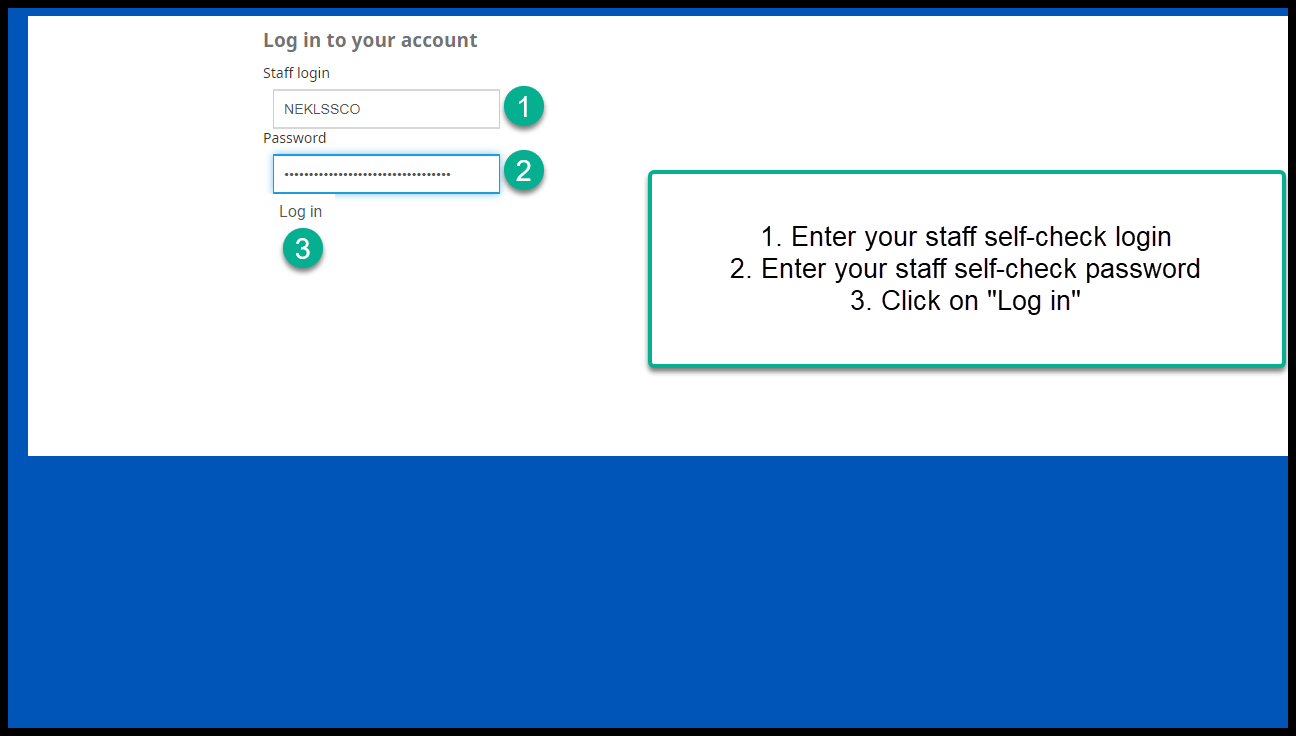 Log in to your account
Staff login
NEKLSSCO
1
Password
••••••••••••••••••••••••••••••••••
2
Log in
3
1. Enter your staff self-check login
2. Enter your staff self-check password
3. Click on "Log in"